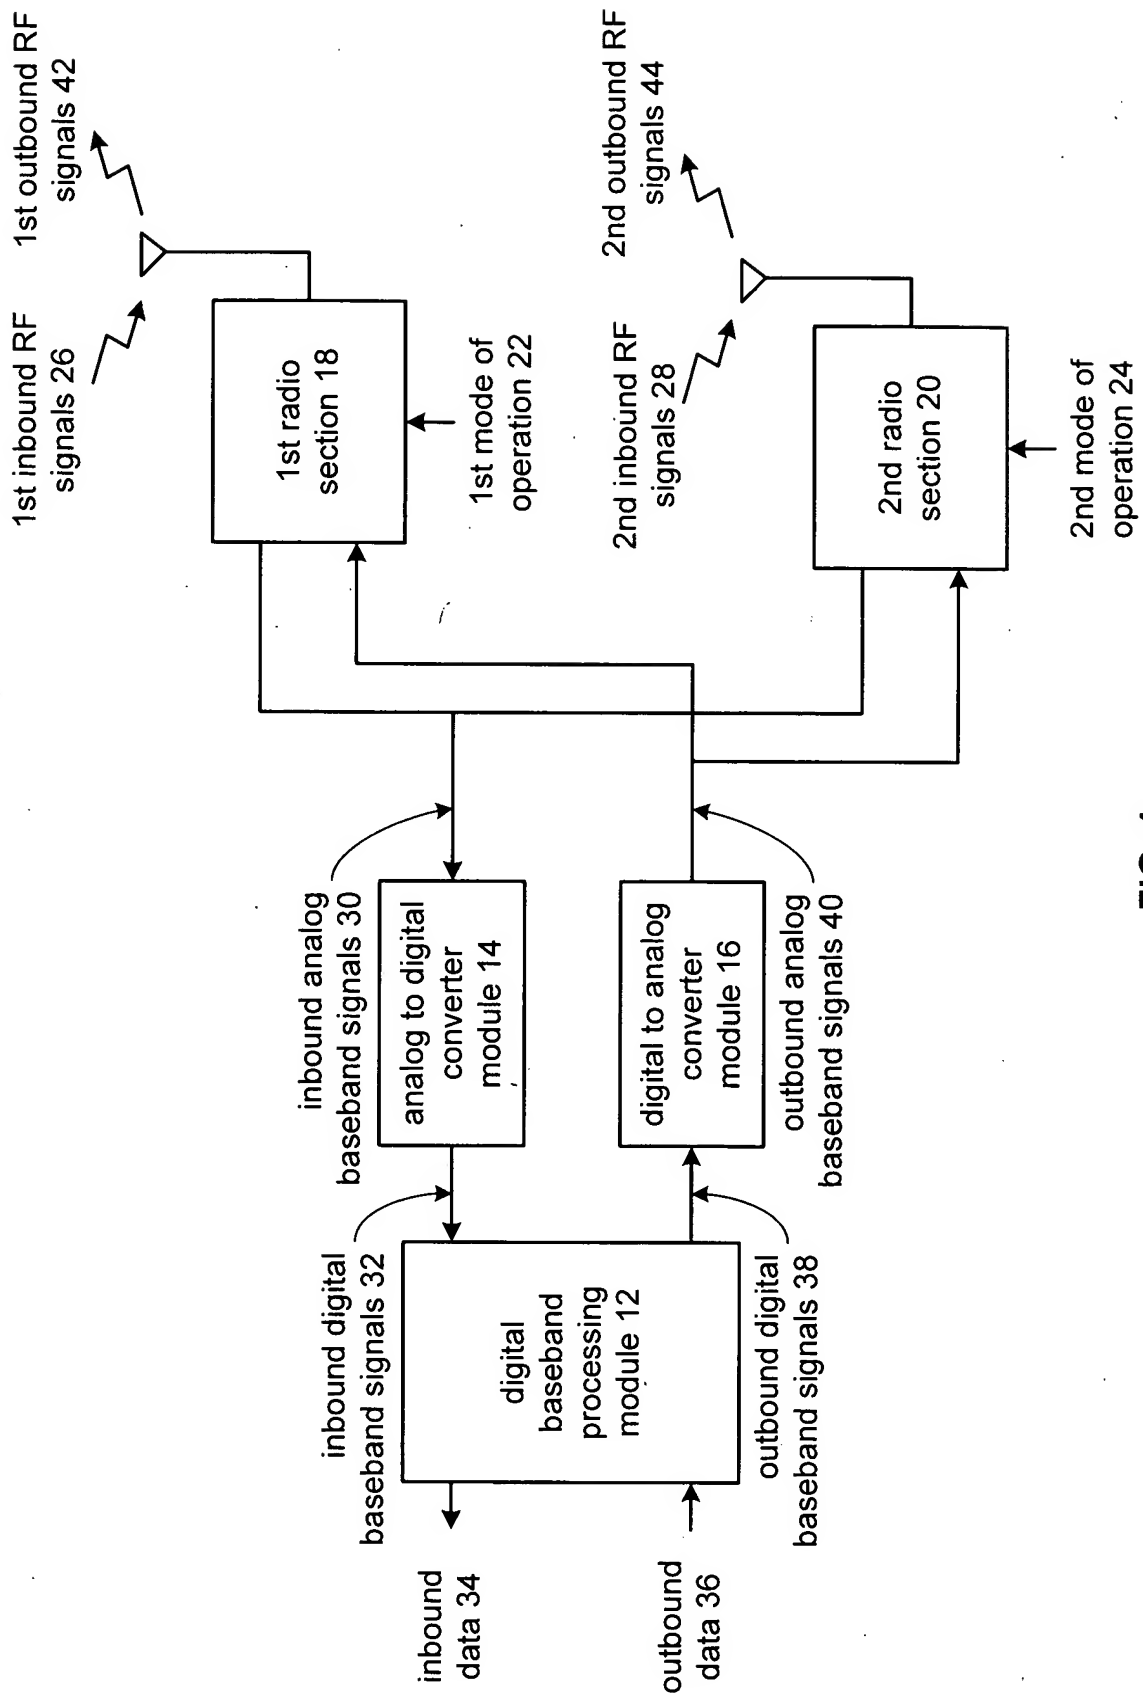 1st inbound RF
signals 26
1st outbound RF
signals 42
1st radio
section 18
1st mode of
operation 22
2nd inbound RF
signals 28
2nd outbound RF
signals 44
2nd radio
section 20
2nd mode of
operation 24
inbound analog
baseband signals 30
analog to digital
converter
module 14
digital to analog
converter
module 16
outbound analog
baseband signals 40
inbound digital
baseband signals 32
digital
baseband
processing
module 12
outbound digital
baseband signals 38
inbound
data 34
outbound
data 36